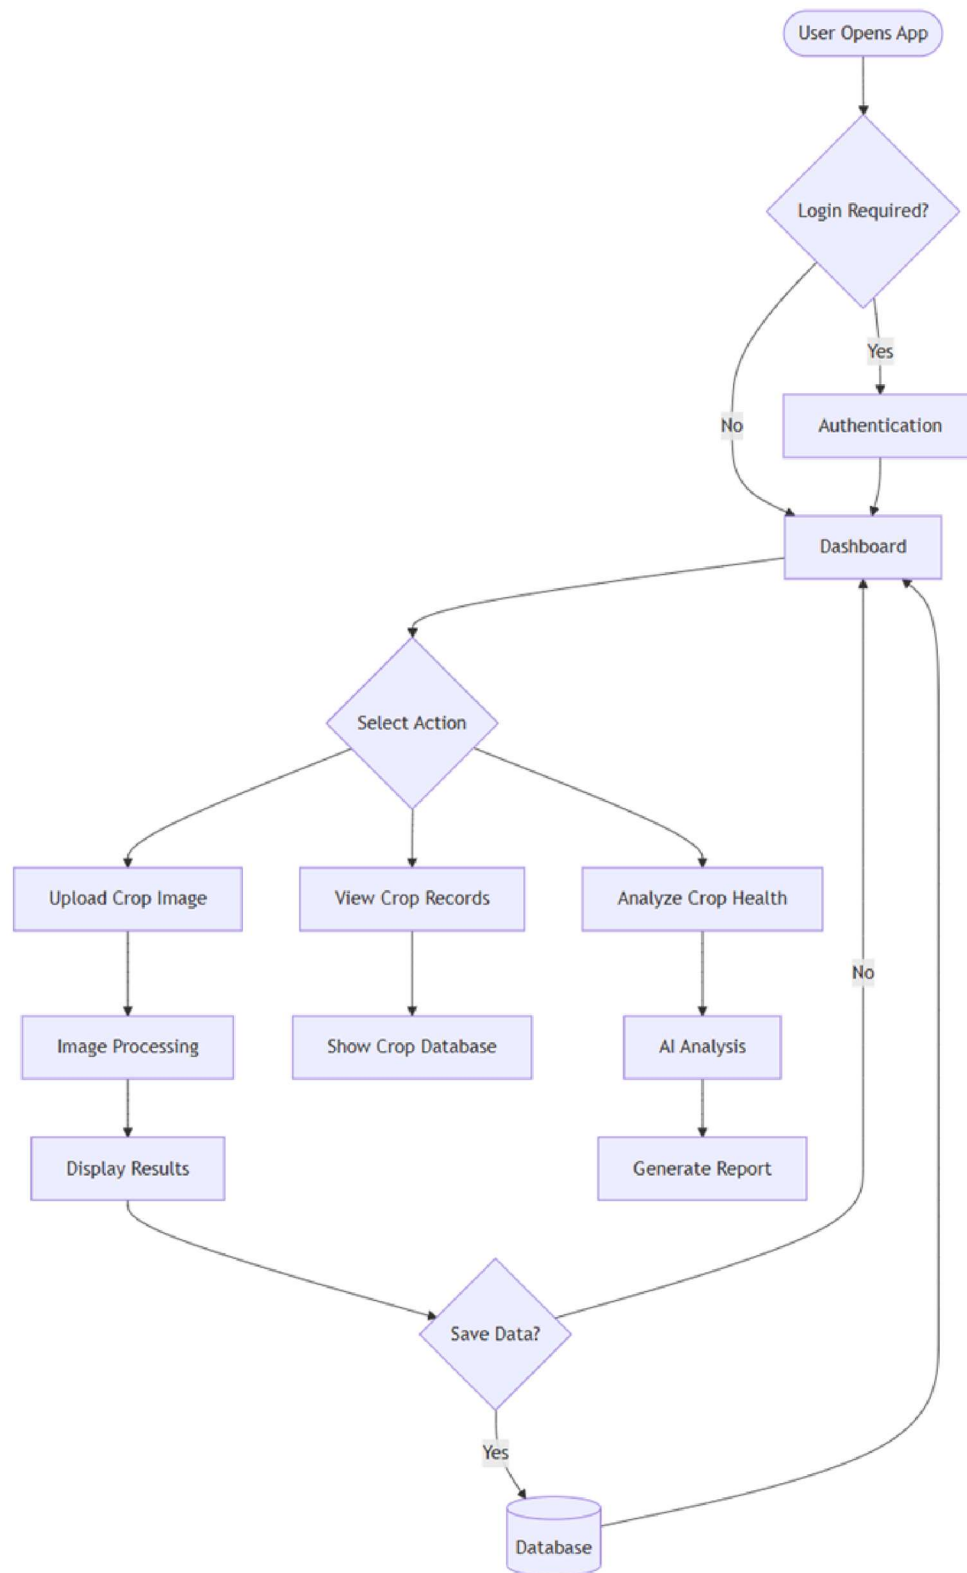 User Opens App
Login Required?
Yes
No
Authentication
Dashboard
Select Action
Upload Crop Image
View Crop Records
Analyze Crop Health
No
Image Processing
Show Crop Database
AI Analysis
Display Results
Generate Report
Save Data?
Yes
Database